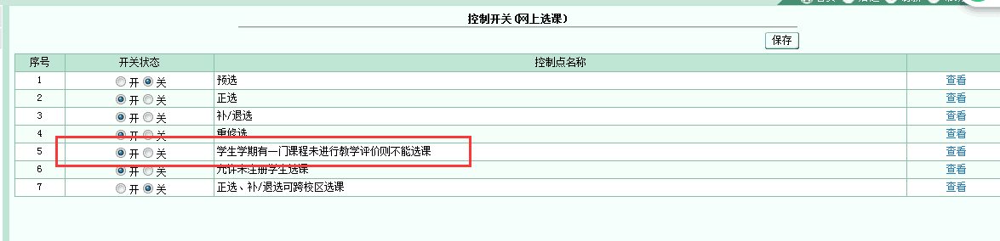 控制开关(网上选课)
保存
序号 开关状态 控制点名称
1 开 关 预选 查看
2 开 关 正选 查看
3 开 关 补/退选 查看
4 开 关 重修选 查看
5 开 关 学生学期有一门课程未进行教学评价则不能选课 查看
6 开 关 允许未注册学生选课 查看
7 开 关 正选、补/退选可跨校区选课 查看